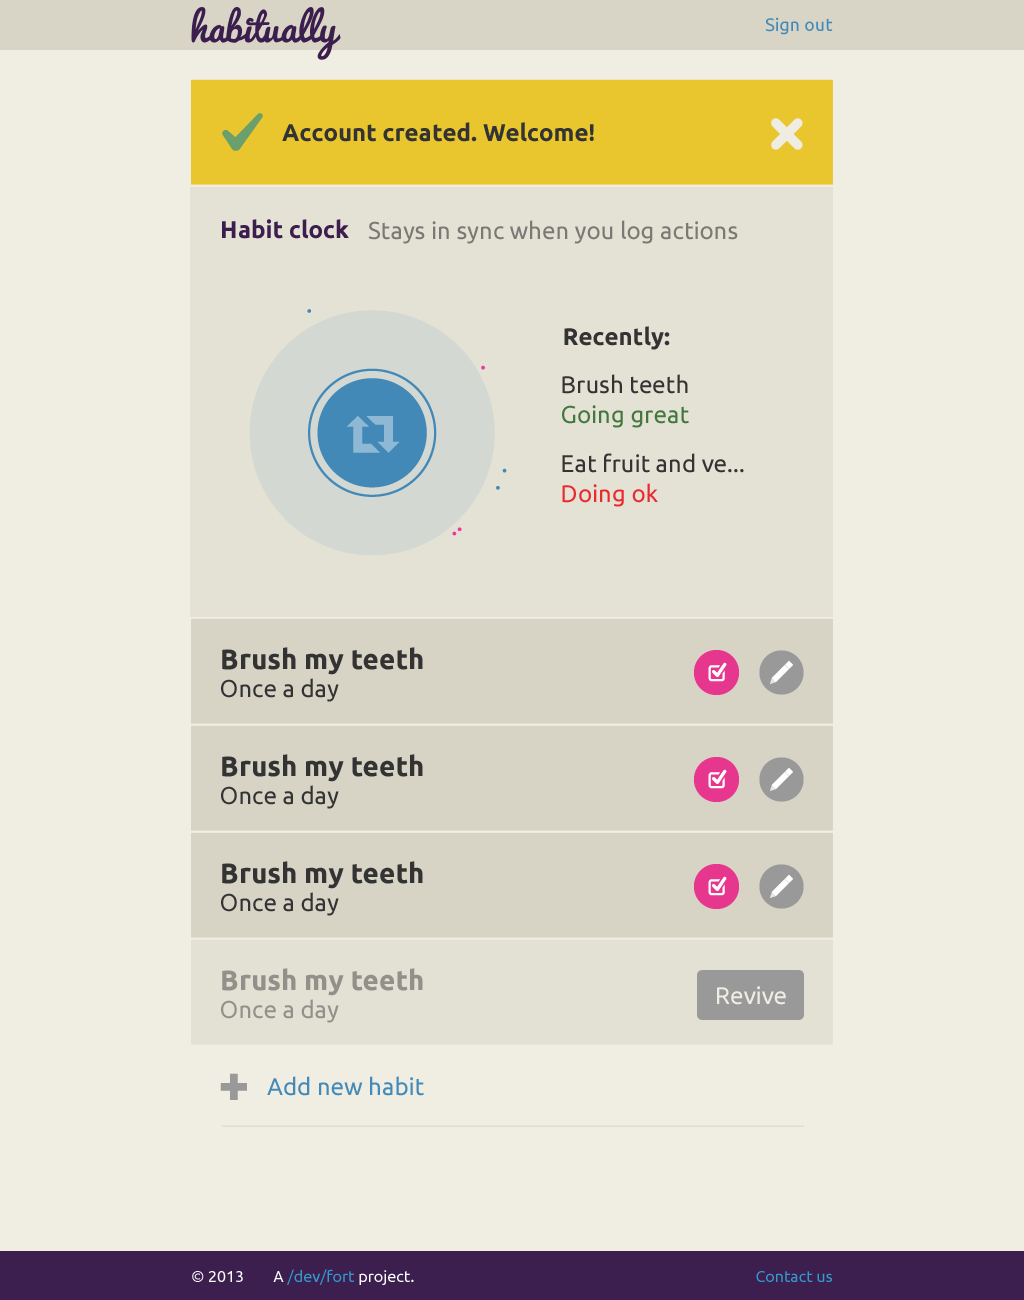 habitually
Sign out
Account created. Welcome!
Habit clock Stays in sync when you log actions
Recently:
Brush teeth
Going great
Eat fruit and ve...
Doing ok
Brush my teeth
Once a day
Brush my teeth
Once a day
Brush my teeth
Once a day
Brush my teeth
Once a day
Revive
Add new habit
© 2013 A /dev/fort project. Contact us